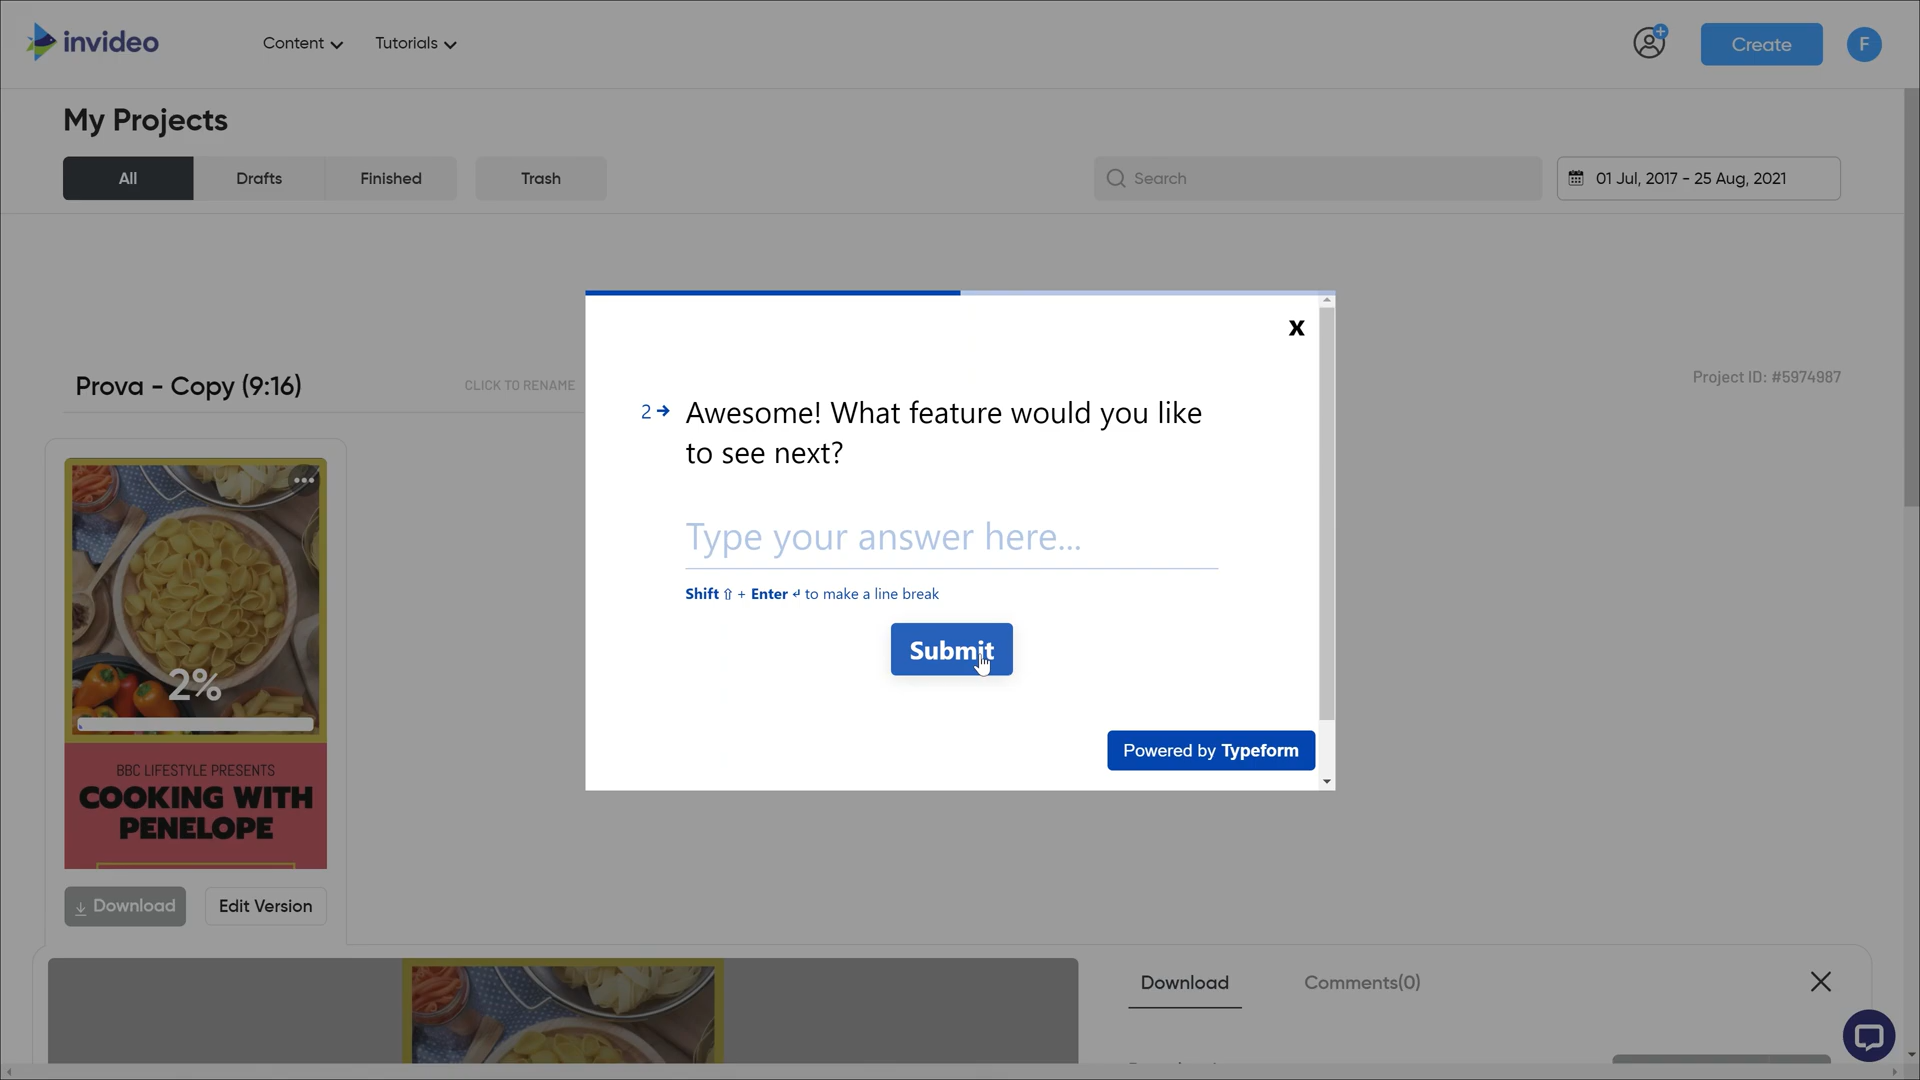 invideo
Content
Tutorials
Create
F
My Projects
All
Drafts
Finished
Trash
Search
01 Jul, 2017 - 25 Aug, 2021
Prova - Copy (9:16)
CLICK TO RENAME
Project ID: #5974987
X
2
Awesome! What feature would you like
to see next?
Type your answer here...
Shift ⇧ + Enter ↵ to make a line break
Submit
Powered by Typeform
2%
BBC LIFESTYLE PRESENTS
COOKING WITH
PENELOPE
Download
Edit Version
Download
Comments(0)